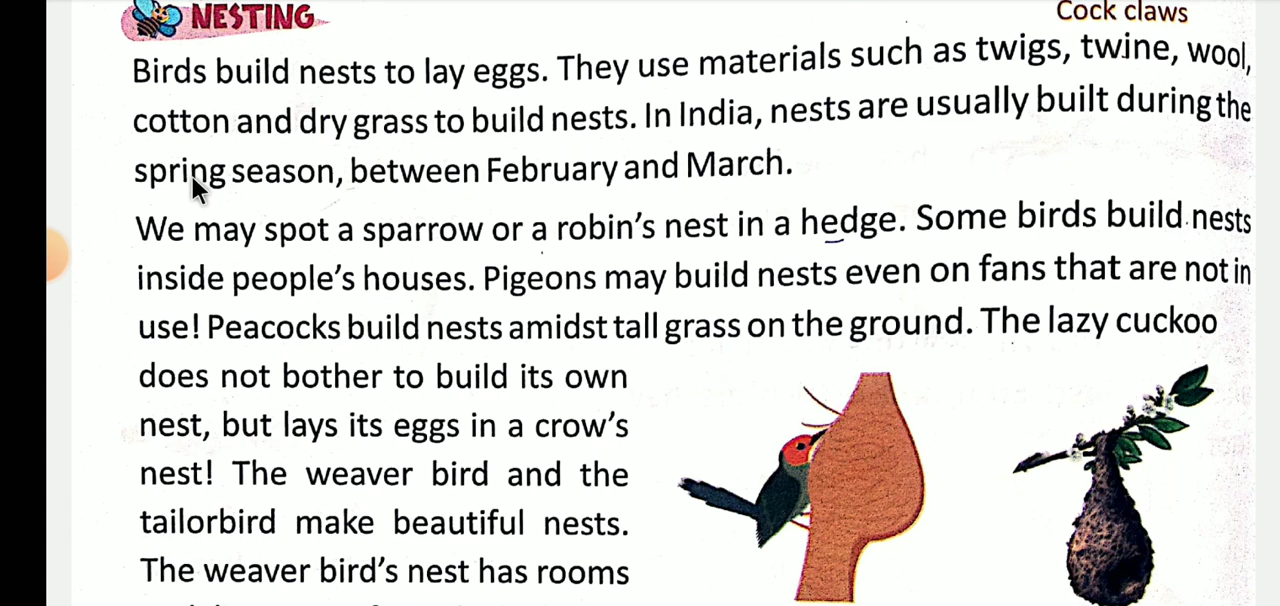 NESTING
Cock claws
Birds build nests to lay eggs. They use materials such as twigs, twine, wool,
cotton and dry grass to build nests. In India, nests are usually built during the
spring season, between February and March.
We may spot a sparrow or a robin's nest in a hedge. Some birds build nests
inside people's houses. Pigeons may build nests even on fans that are not in
use! Peacocks build nests amidst tall grass on the ground. The lazy cuckoo
does not bother to build its own
nest, but lays its eggs in a crow's
nest! The weaver bird and the
tailorbird make beautiful nests.
The weaver bird's nest has rooms